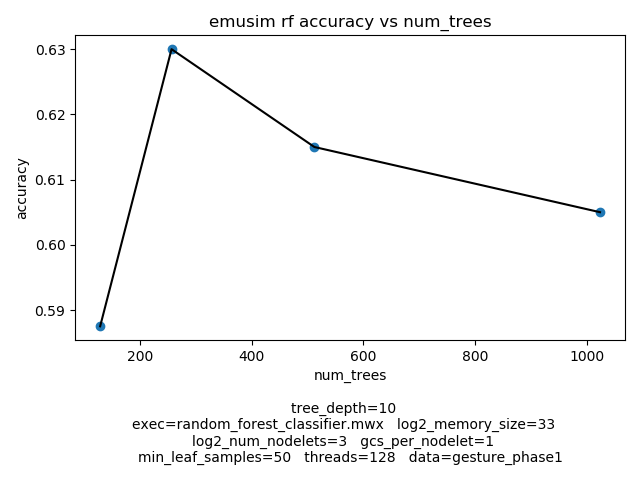 emusim rf accuracy vs num_trees
0.63
0.62
0.61
0.60
0.59
accuracy
200 400 600 800 1000
num_trees
tree_depth=10
exec=random_forest_classifier.mwx log2_memory_size=33
log2_num_nodelets=3 gcs_per_nodelet=1
min_leaf_samples=50 threads=128 data=gesture_phase1